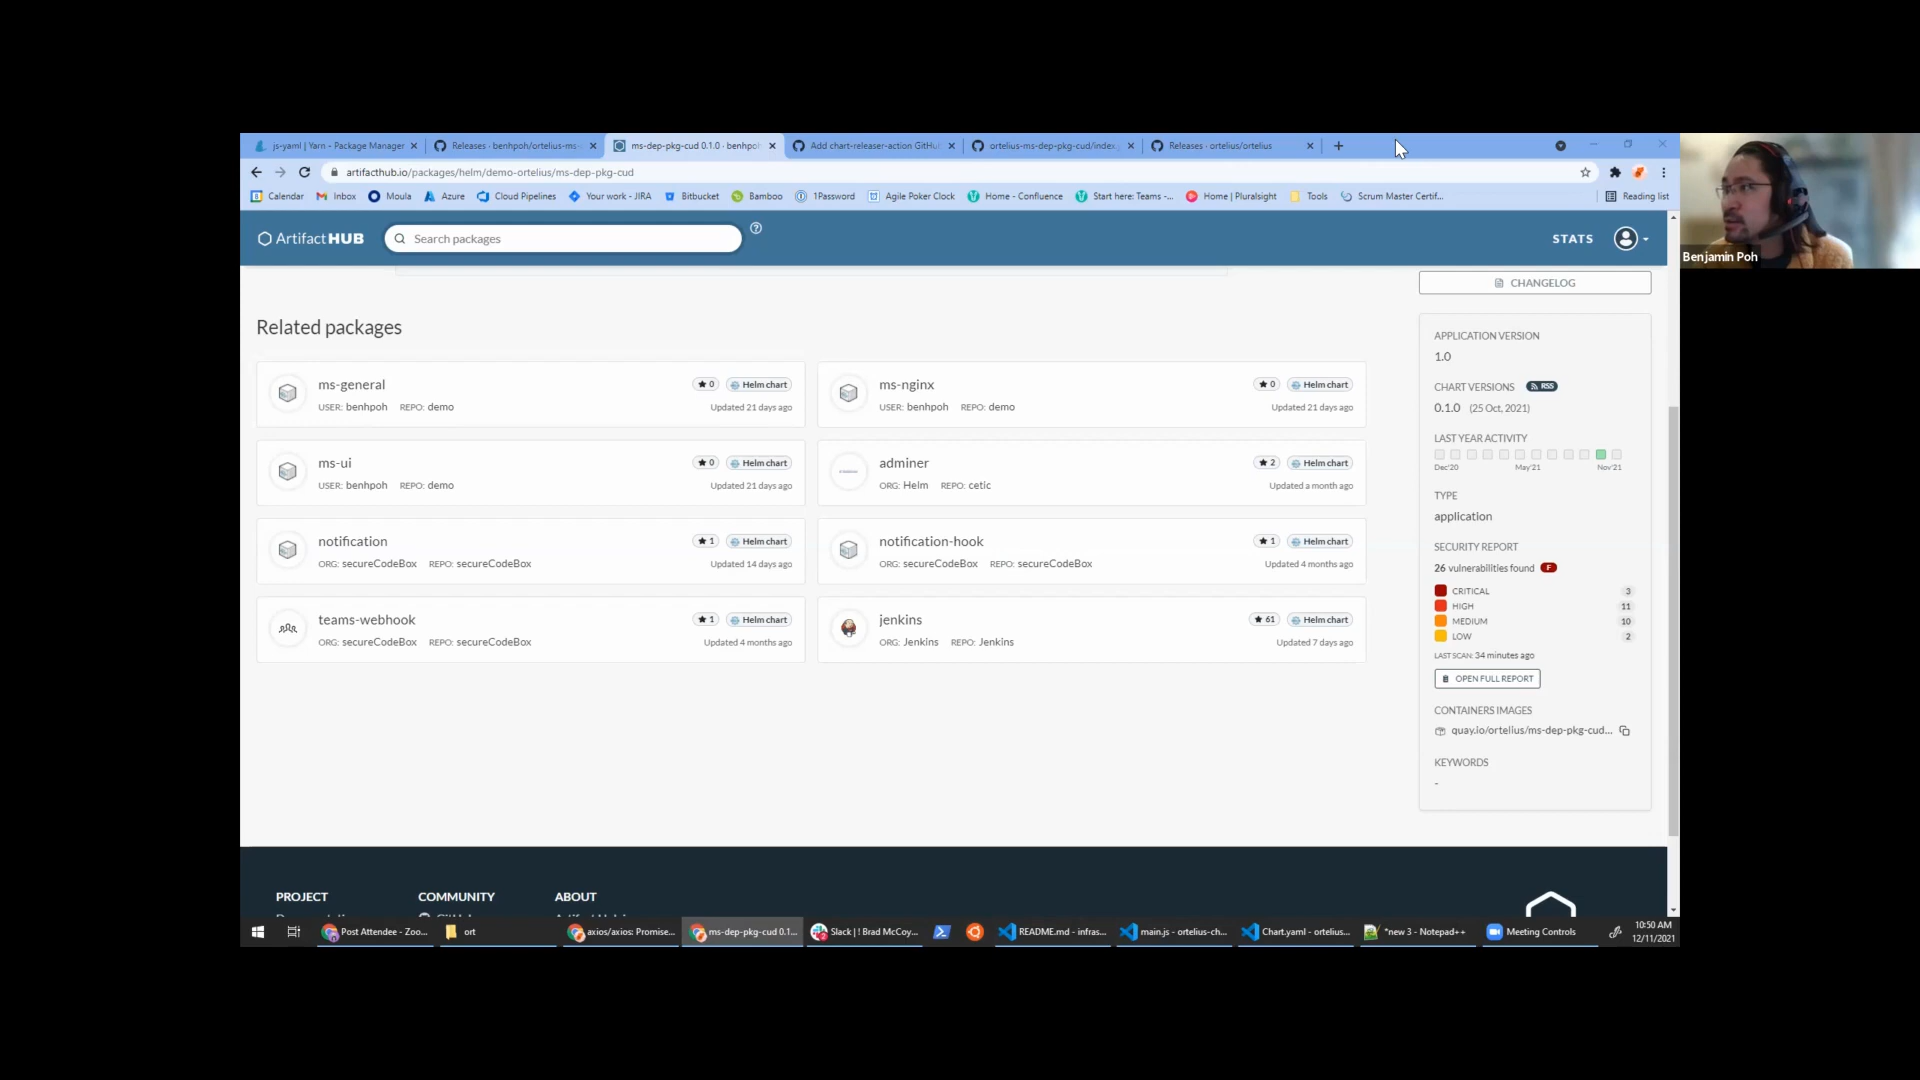 js-yaml | Yarn - Package Manager
Releases · benhpoh/ortelius-ms-
ms-dep-pkg-cud 0.1.0 · benhpoh
Add chart-releaser-action GitHub
ortelius-ms-dep-pkg-cud/index
Releases · ortelius/ortelius
artifacthub.io/packages/helm/demo-ortelius/ms-dep-pkg-cud
Calendar
Inbox
Moula
Azure
Cloud Pipelines
Your work - JIRA
Bitbucket
Bamboo
1Password
Agile Poker Clock
Home - Confluence
Start here: Teams -...
Home | Pluralsight
Tools
Scrum Master Certif...
Reading list
Benjamin Poh
Artifact HUB
Search packages
STATS
CHANGELOG
Related packages
ms-general
★ 0 Helm chart
USER: benhpoh REPO: demo
Updated 21 days ago
ms-nginx
★ 0 Helm chart
USER: benhpoh REPO: demo
Updated 21 days ago
ms-ui
★ 0 Helm chart
USER: benhpoh REPO: demo
Updated 21 days ago
adminer
★ 2 Helm chart
ORG: Helm REPO: cetic
Updated a month ago
notification
★ 1 Helm chart
ORG: secureCodeBox REPO: secureCodeBox
Updated 14 days ago
notification-hook
★ 1 Helm chart
ORG: secureCodeBox REPO: secureCodeBox
Updated 4 months ago
teams-webhook
★ 1 Helm chart
ORG: secureCodeBox REPO: secureCodeBox
Updated 4 months ago
jenkins
★ 61 Helm chart
ORG: Jenkins REPO: Jenkins
Updated 7 days ago
APPLICATION VERSION
1.0
CHART VERSIONS RSS
0.1.0 (25 Oct, 2021)
LAST YEAR ACTIVITY
Dec'20 May'21 Nov'21
TYPE
application
SECURITY REPORT
26 vulnerabilities found F
CRITICAL 3
HIGH 11
MEDIUM 10
LOW 2
LAST SCAN: 34 minutes ago
OPEN FULL REPORT
CONTAINERS IMAGES
quay.io/ortelius/ms-dep-pkg-cud...
KEYWORDS
-
PROJECT
COMMUNITY
ABOUT
Post Attendee - Zoo...
ort
axios/axios: Promise...
ms-dep-pkg-cud 0.1...
Slack | ! Brad McCoy...
README.md - infras...
main.js - ortelius-ch...
Chart.yaml - ortelius...
*new 3 - Notepad++
Meeting Controls
10:50 AM
12/11/2021